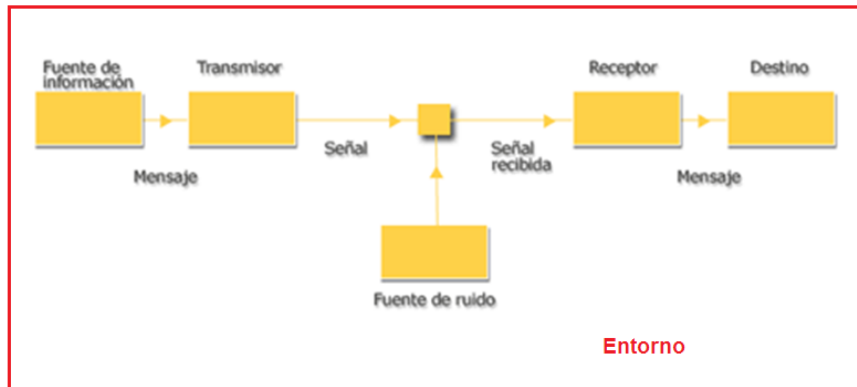 Fuente de
información
Transmisor
Receptor
Destino
Señal
Señal
recibida
Mensaje
Mensaje
Fuente de ruido
Entorno